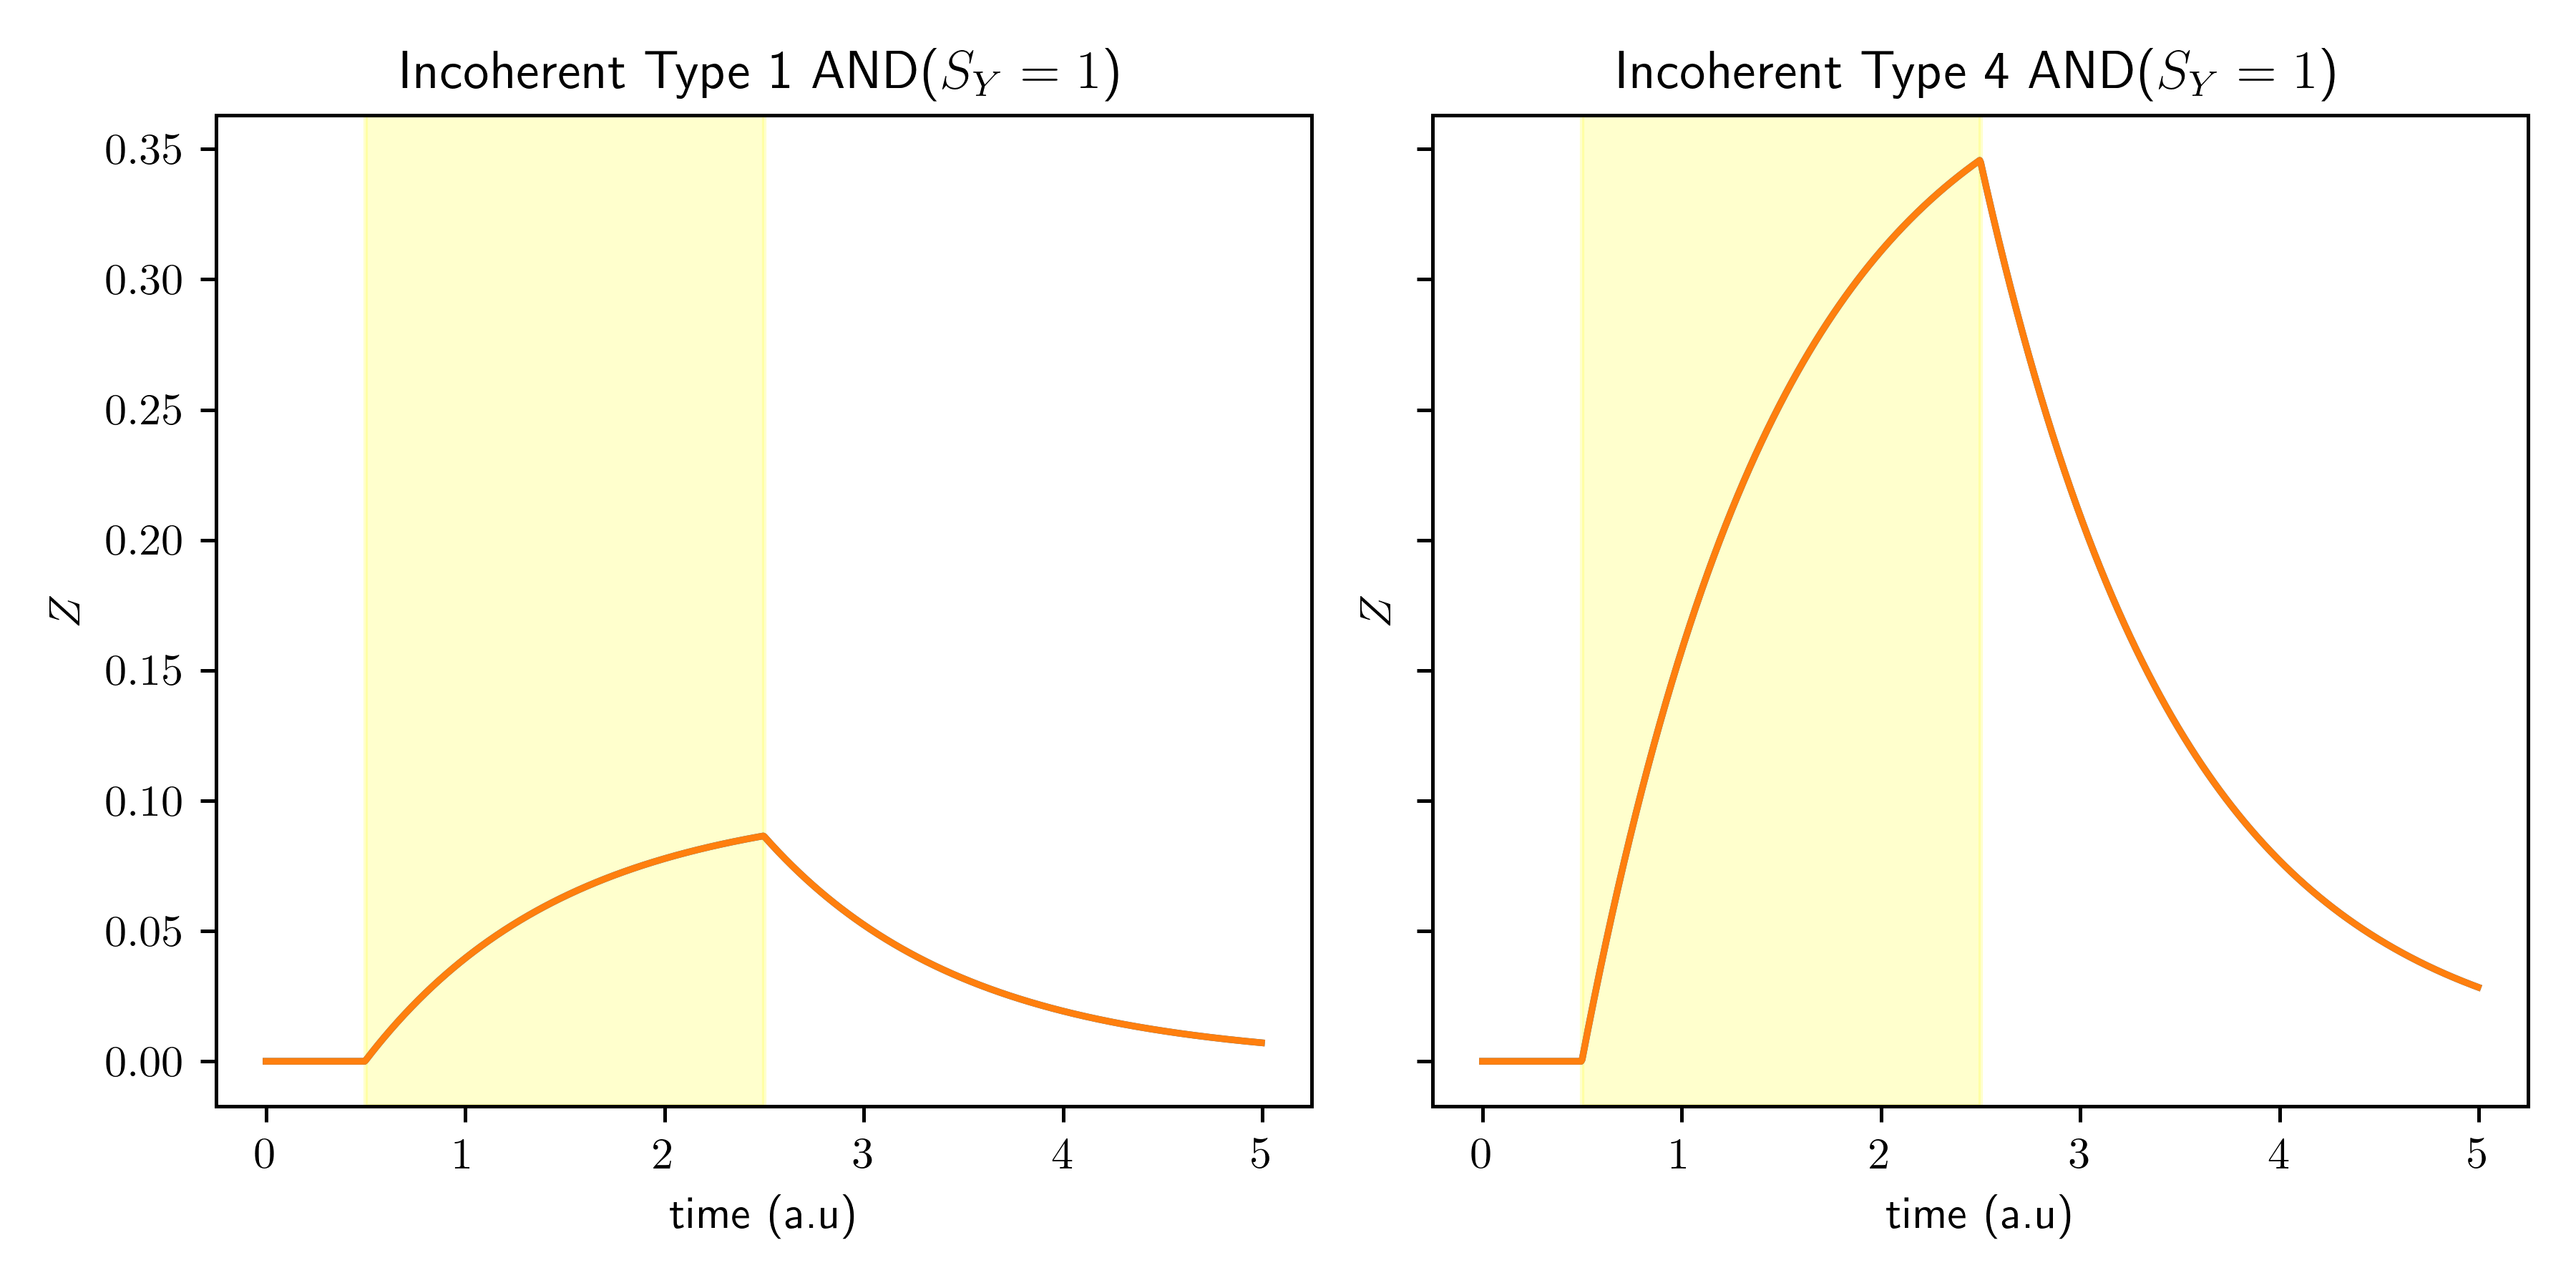 Incoherent Type 1 AND($S_Y = 1$)
0.35
0.30
0.25
0.20
0.15
0.10
0.05
0.00
Z
0 1 2 3 4 5
time (a.u)
Incoherent Type 4 AND($S_Y = 1$)
Z
0 1 2 3 4 5
time (a.u)